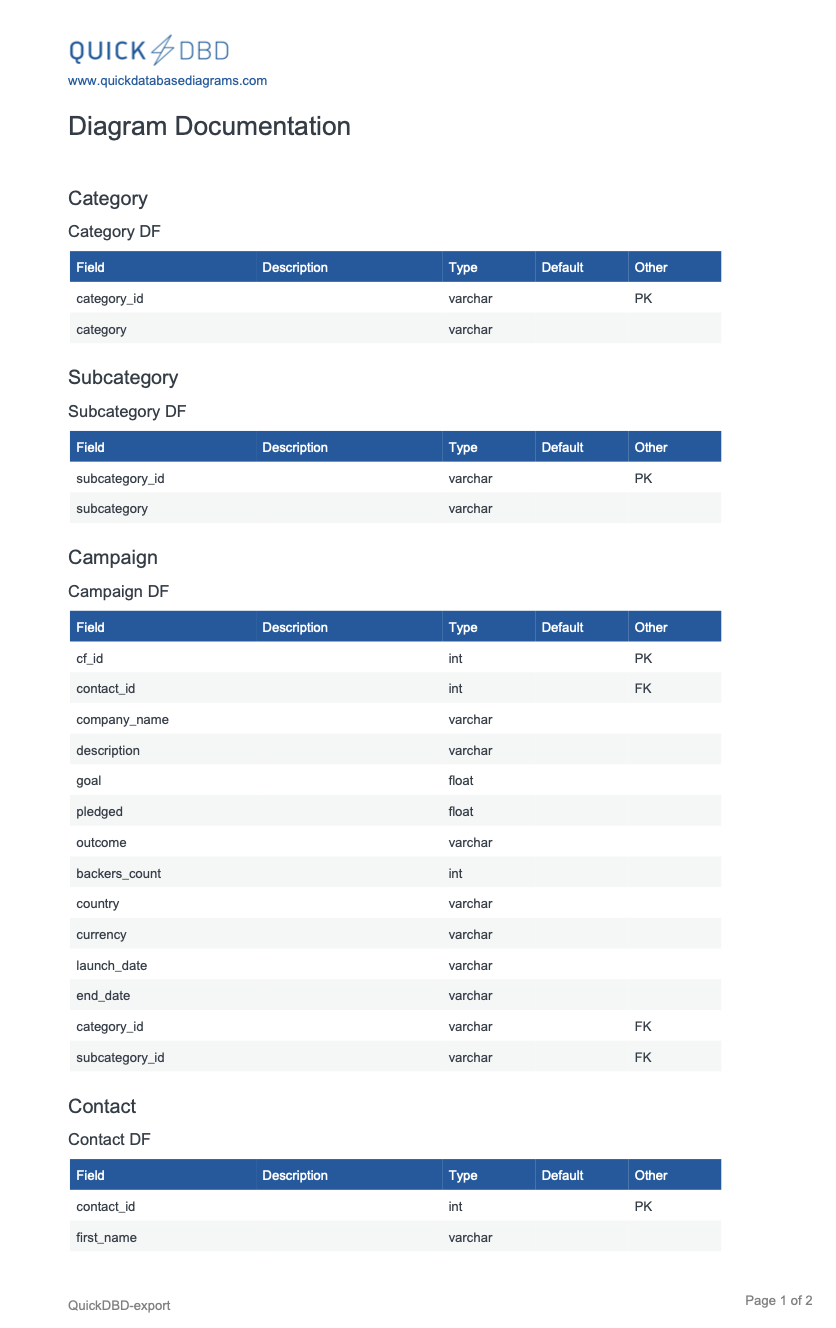 QUICK DBD
www.quickdatabasediagrams.com
Diagram Documentation
Category
Category DF
Field Description Type Default Other
category_id varchar PK
category varchar
Subcategory
Subcategory DF
Field Description Type Default Other
subcategory_id varchar PK
subcategory varchar
Campaign
Campaign DF
Field Description Type Default Other
cf_id int PK
contact_id int FK
company_name varchar
description varchar
goal float
pledged float
outcome varchar
backers_count int
country varchar
currency varchar
launch_date varchar
end_date varchar
category_id varchar FK
subcategory_id varchar FK
Contact
Contact DF
Field Description Type Default Other
contact_id int PK
first_name varchar
QuickDBD-export Page 1 of 2